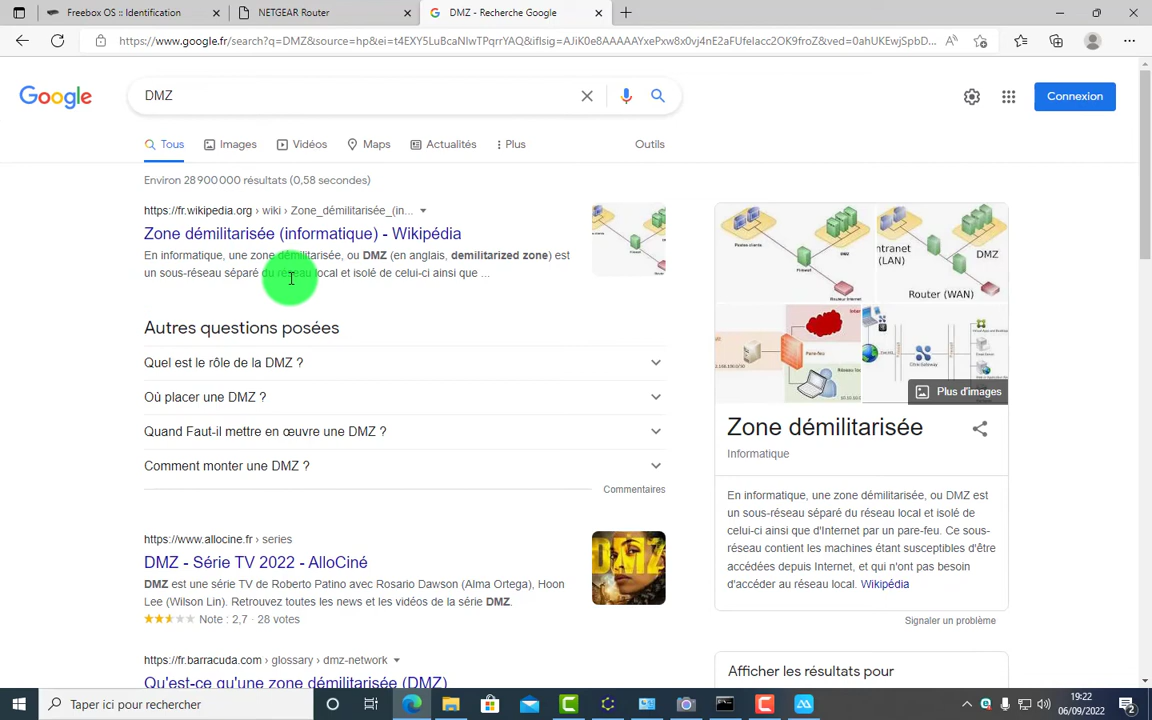 Freebox OS :: Identification
NETGEAR Router
DMZ - Recherche Google
Google
DMZ
Connexion
Tous
Images
Vidéos
Maps
Actualités
Plus
Outils
Environ 28 900 000 résultats (0,58 secondes)
https://fr.wikipedia.org › wiki › Zone_démilitarisée_(in...
Zone démilitarisée (informatique) - Wikipédia
En informatique, une zone démilitarisée, ou DMZ (en anglais, demilitarized zone) est
un sous-réseau séparé du réseau local et isolé de celui-ci ainsi que ...
Autres questions posées
Quel est le rôle de la DMZ ?
Où placer une DMZ ?
Quand Faut-il mettre en œuvre une DMZ ?
Comment monter une DMZ ?
Commentaires
https://www.allocine.fr › series
DMZ - Série TV 2022 - AlloCiné
DMZ est une série TV de Roberto Patino avec Rosario Dawson (Alma Ortega), Hoon
Lee (Wilson Lin). Retrouvez toutes les news et les vidéos de la série DMZ.
Note : 2,7 · 28 votes
DMZ
https://fr.barracuda.com › glossary › dmz-network
Qu'est-ce qu'une zone démilitarisée (DMZ)
Postes clients
DMZ
Firewall
Routeur Internet
Intranet
(LAN)
DMZ
Router (WAN)
Pare-feu
Plus d'images
Zone démilitarisée
Informatique
En informatique, une zone démilitarisée, ou DMZ est
un sous-réseau séparé du réseau local et isolé de
celui-ci ainsi que d'Internet par un pare-feu. Ce sous-
réseau contient les machines étant susceptibles d'être
accédées depuis Internet, et qui n'ont pas besoin
d'accéder au réseau local. Wikipédia
Signaler un problème
Afficher les résultats pour
Taper ici pour rechercher
19:22
06/09/2022
2